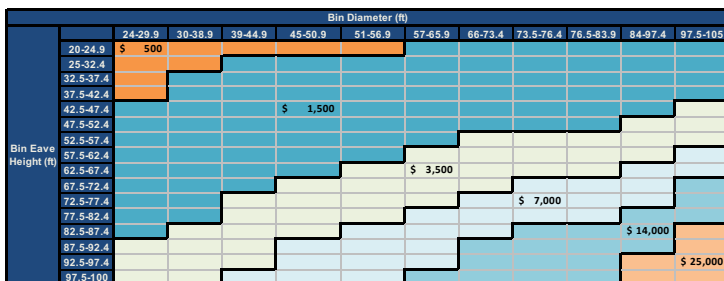 Bin Diameter (ft)
24-29.9 30-38.9 39-44.9 45-50.9 51-56.9 57-65.9 66-73.4 73.5-76.4 76.5-83.9 84-97.4 97.5-105
Bin Eave Height (ft)
20-24.9 $ 500
25-32.4
32.5-37.4
37.5-42.4
42.5-47.4 $ 1,500
47.5-52.4
52.5-57.4
57.5-62.4
62.5-67.4 $ 3,500
67.5-72.4
72.5-77.4 $ 7,000
77.5-82.4
82.5-87.4 $ 14,000
87.5-92.4
92.5-97.4 $ 25,000
97.5-100